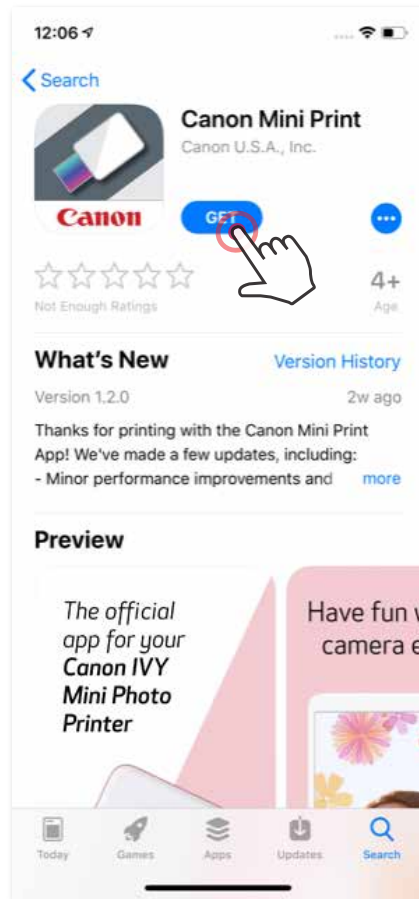 12:06
Search
Canon Mini Print
Canon U.S.A., Inc.
Canon
GET
4+
Not Enough Ratings
Age
What's New
Version History
Version 1.2.0
2w ago
Thanks for printing with the Canon Mini Print
App! We've made a few updates, including:
- Minor performance improvements and more
Preview
The official
app for your
Canon IVY
Mini Photo
Printer
Have fun
camera e
Today
Games
Apps
Updates
Search